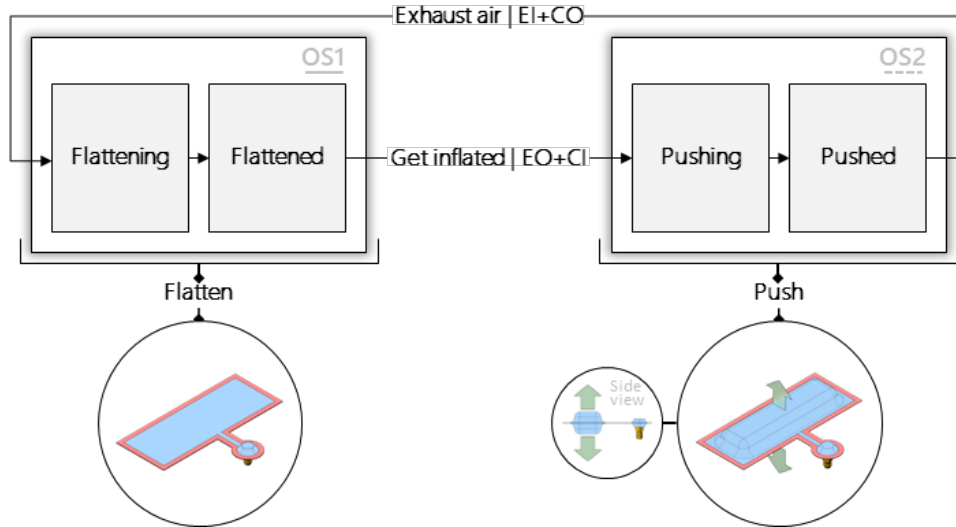 Exhaust air | EI+CO
OS1
OS2
Flattening
Flattened
Get inflated | EO+CI
Pushing
Pushed
Flatten
Push
Side
view